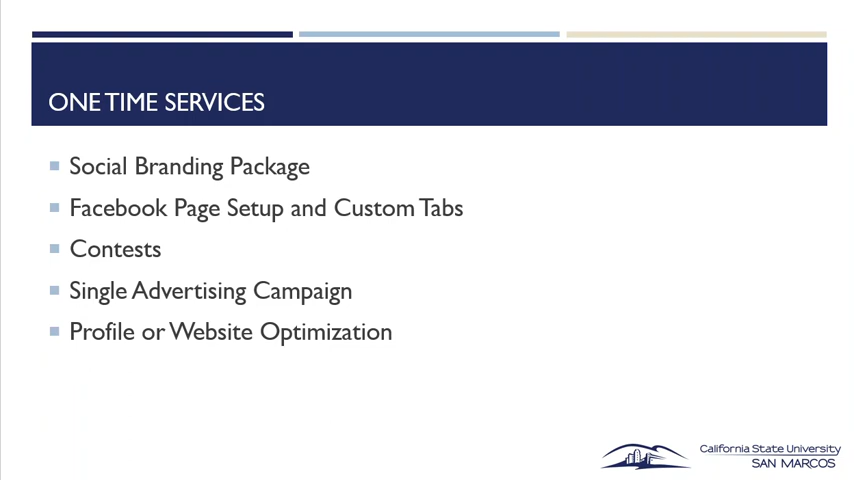 ONE TIME SERVICES
Social Branding Package
Facebook Page Setup and Custom Tabs
Contests
Single Advertising Campaign
Profile or Website Optimization
California State University
SAN MARCOS